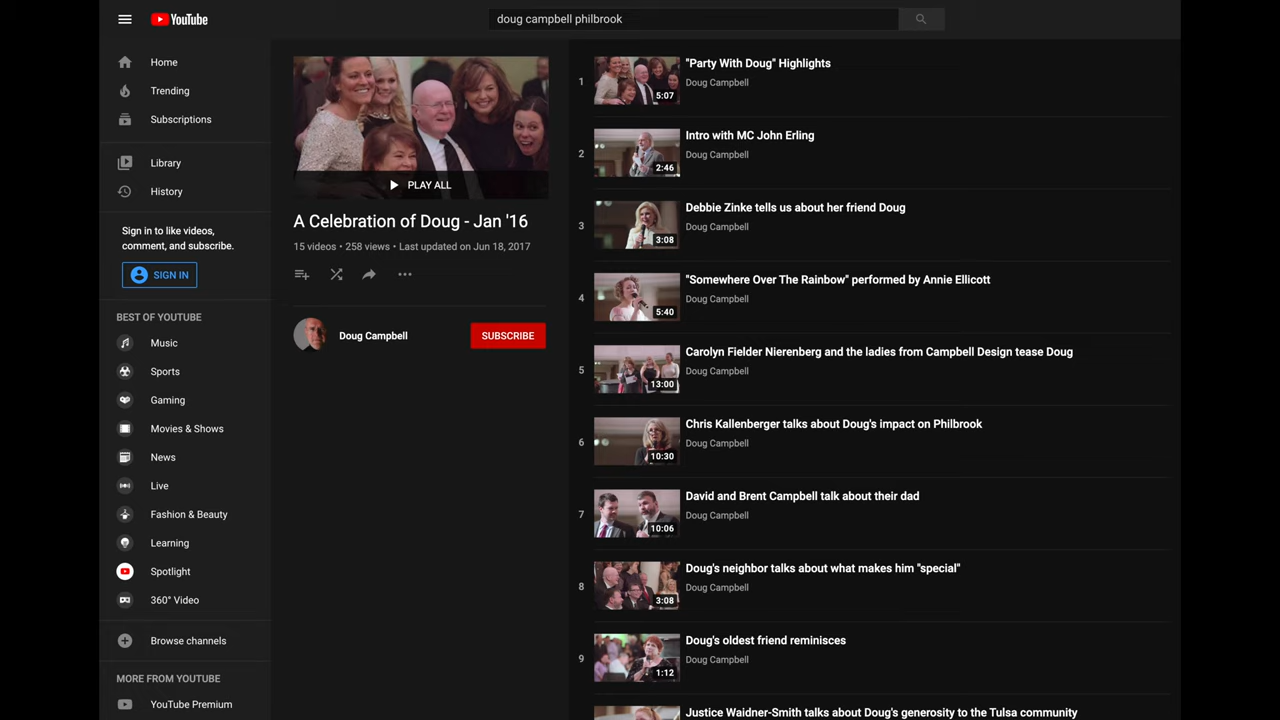 YouTube
doug campbell philbrook
Home
Trending
Subscriptions
Library
History
Sign in to like videos,
comment, and subscribe.
SIGN IN
BEST OF YOUTUBE
Music
Sports
Gaming
Movies & Shows
News
Live
Fashion & Beauty
Learning
Spotlight
360° Video
Browse channels
MORE FROM YOUTUBE
YouTube Premium
PLAY ALL
A Celebration of Doug - Jan '16
15 videos • 258 views • Last updated on Jun 18, 2017
Doug Campbell
SUBSCRIBE
1
5:07
"Party With Doug" Highlights
Doug Campbell
2
2:46
Intro with MC John Erling
Doug Campbell
3
3:08
Debbie Zinke tells us about her friend Doug
Doug Campbell
4
5:40
"Somewhere Over The Rainbow" performed by Annie Ellicott
Doug Campbell
5
13:00
Carolyn Fielder Nierenberg and the ladies from Campbell Design tease Doug
Doug Campbell
6
10:30
Chris Kallenberger talks about Doug's impact on Philbrook
Doug Campbell
7
10:06
David and Brent Campbell talk about their dad
Doug Campbell
8
3:08
Doug's neighbor talks about what makes him "special"
Doug Campbell
9
1:12
Doug's oldest friend reminisces
Doug Campbell
Justice Waidner-Smith talks about Doug's generosity to the Tulsa community